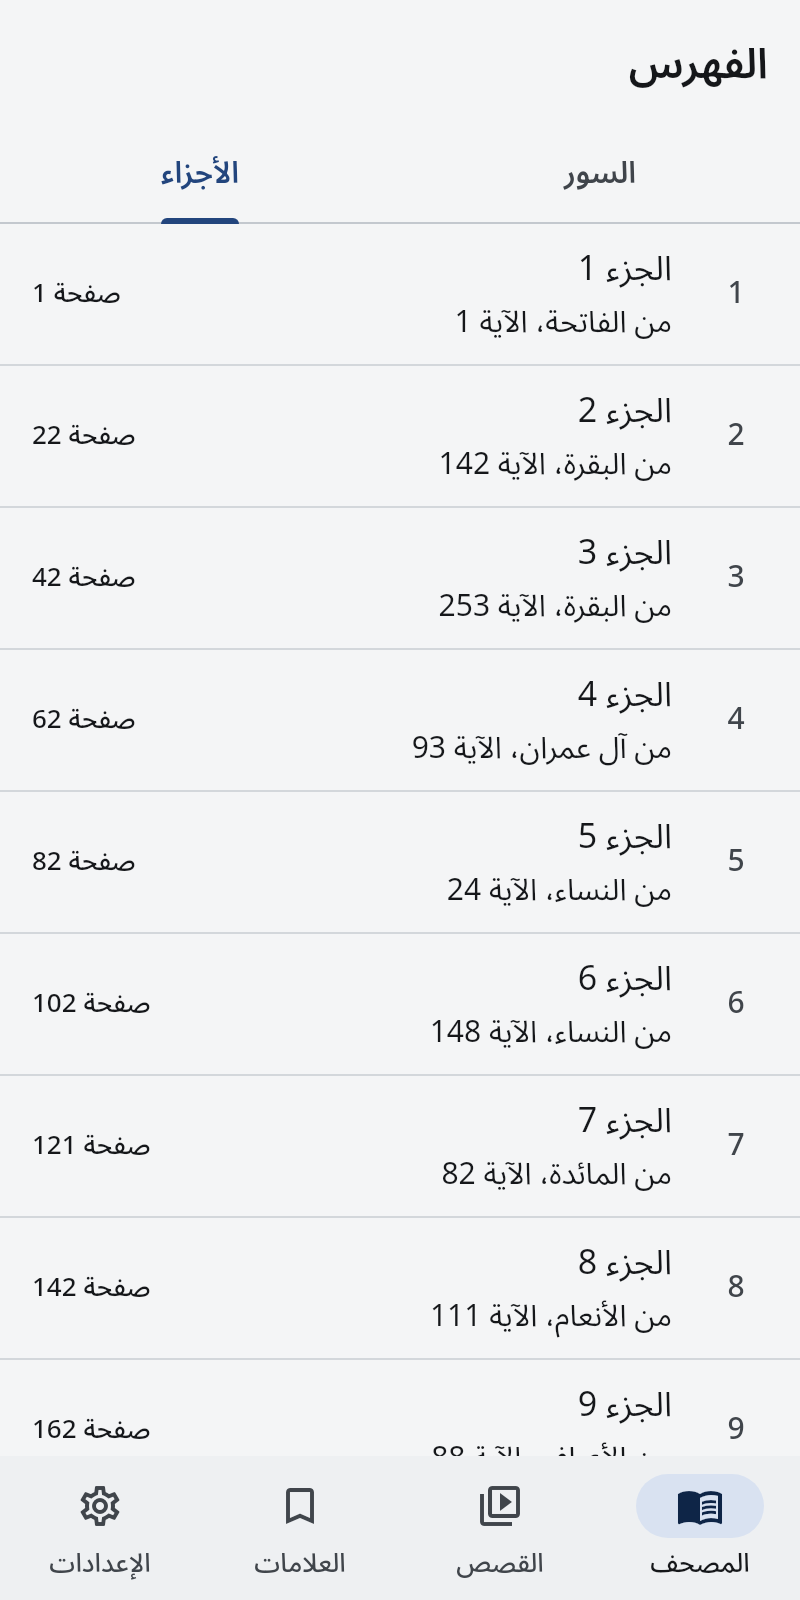 الفهرس
السور
الأجزاء
1
الجزء 1
من الفاتحة، الآية 1
صفحة 1
2
الجزء 2
من البقرة، الآية 142
صفحة 22
3
الجزء 3
من البقرة، الآية 253
صفحة 42
4
الجزء 4
من آل عمران، الآية 93
صفحة 62
5
الجزء 5
من النساء، الآية 24
صفحة 82
6
الجزء 6
من النساء، الآية 148
صفحة 102
7
الجزء 7
من المائدة، الآية 82
صفحة 121
8
الجزء 8
من الأنعام، الآية 111
صفحة 142
9
الجزء 9
صفحة 162
المصحف
القصص
العلامات
الإعدادات